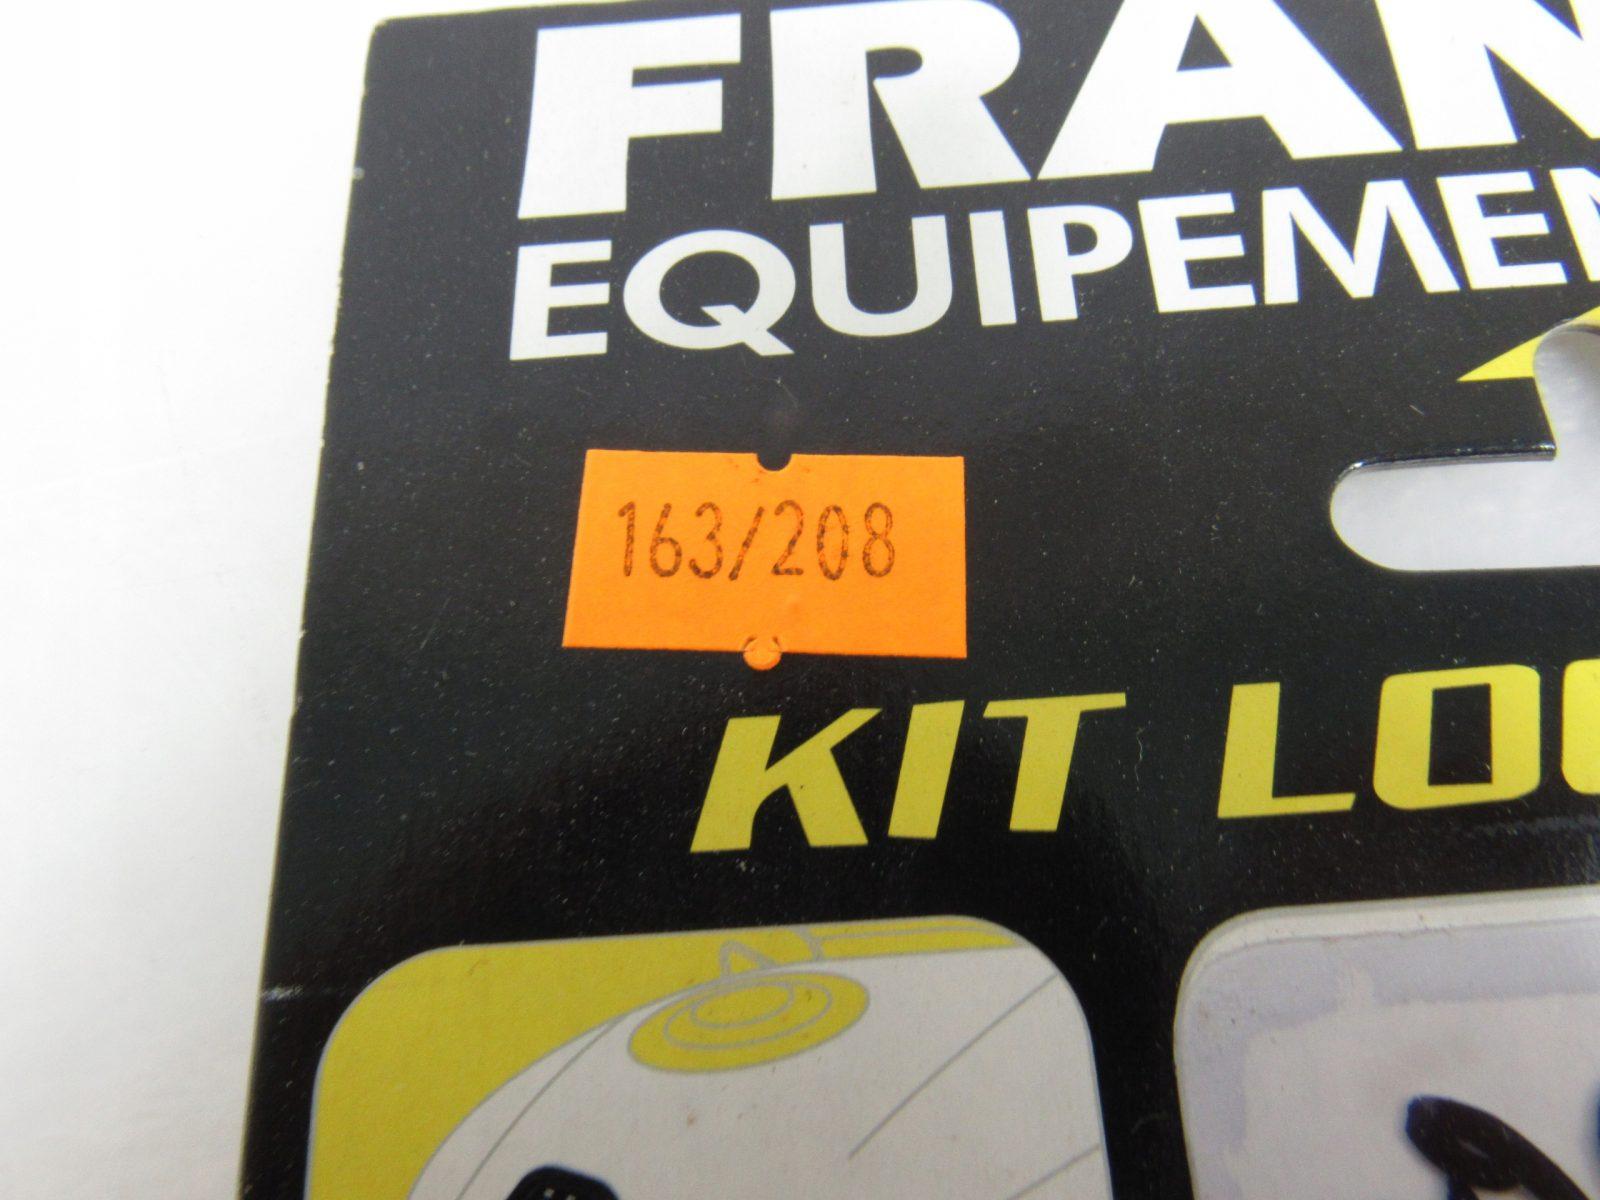 FRAN
EQUIPEMEN
163/208
KIT LO